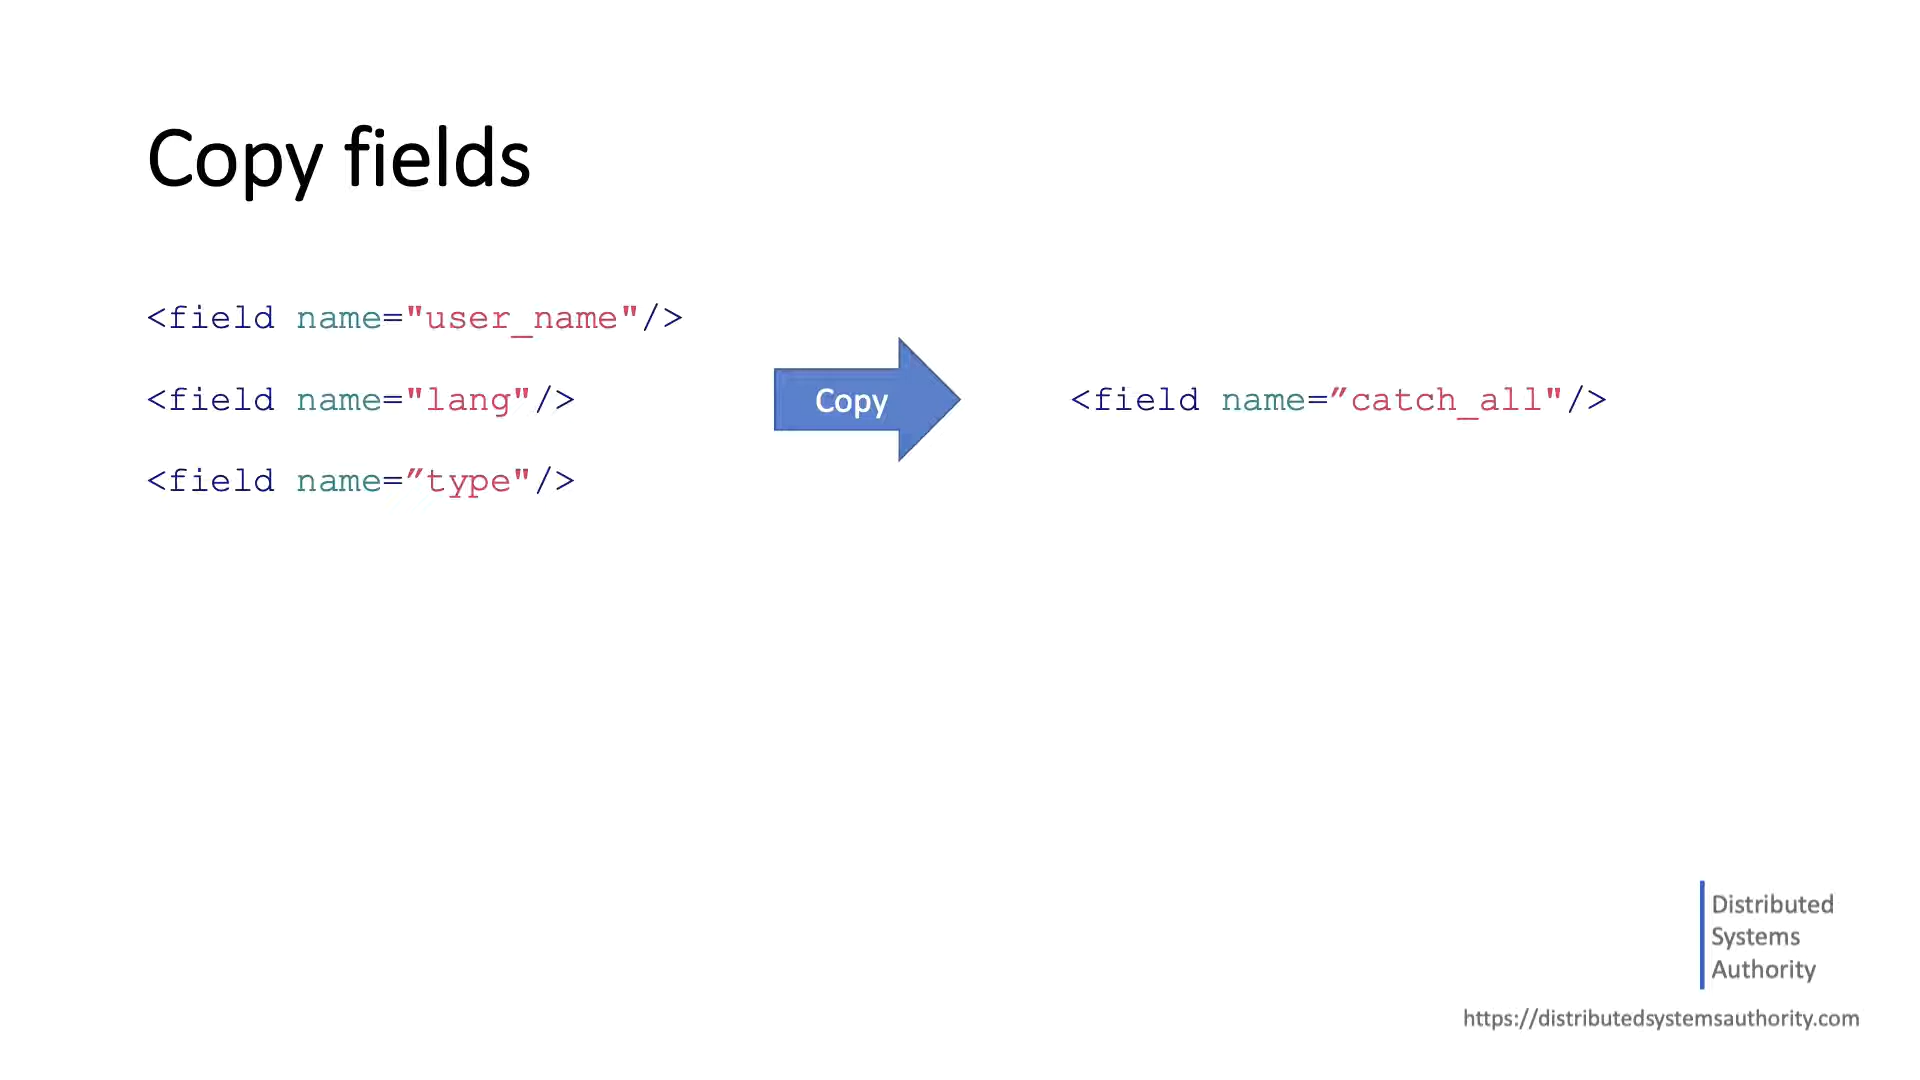 Copy fields
<field name="user_name"/>
<field name="lang"/>
<field name=”type"/>
Copy
<field name=”catch_all"/>
Distributed
Systems
Authority
https://distributedsystemsauthority.com